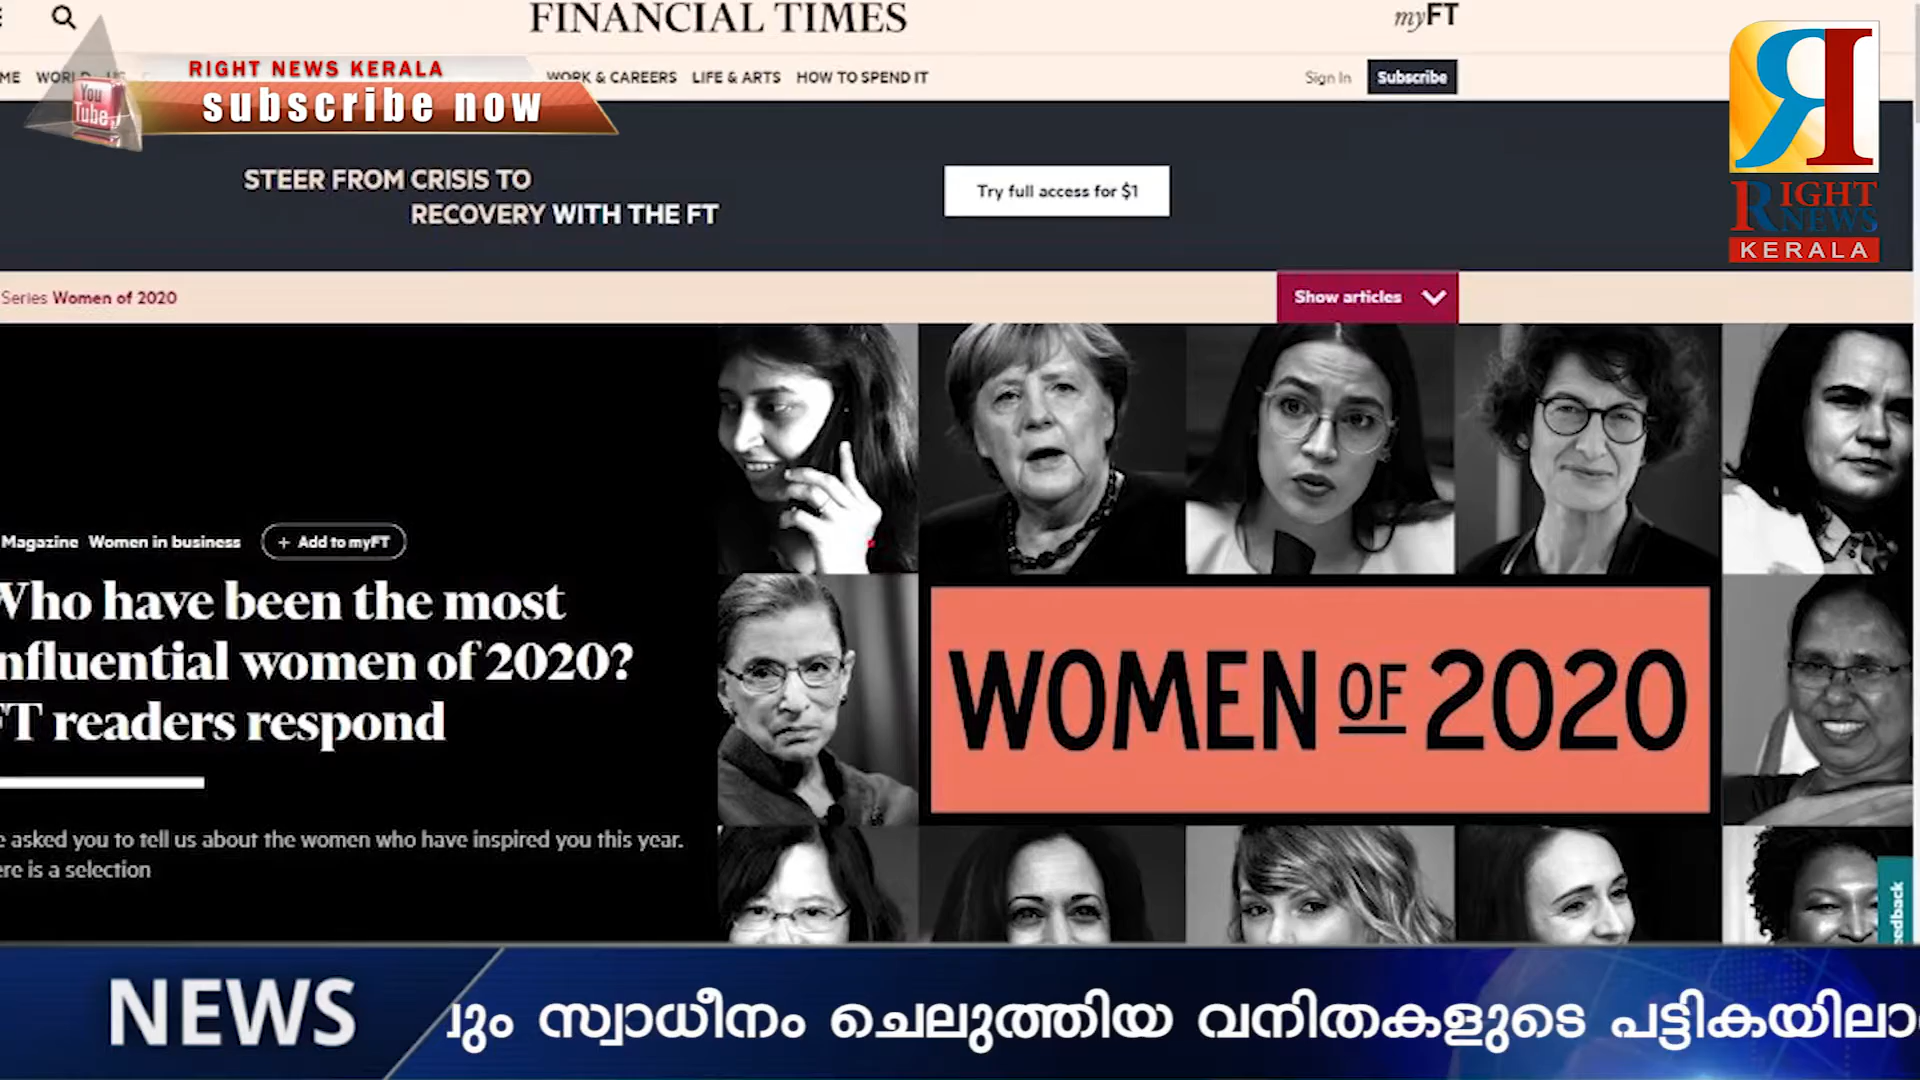 FINANCIAL TIMES
myFT
RIGHT NEWS KERALA
subscribe now
You
Tube
WORK & CAREERS LIFE & ARTS HOW TO SPEND IT
Sign In Subscribe
STEER FROM CRISIS TO
RECOVERY WITH THE FT
Try full access for $1
RIGHT
NEWS
KERALA
Series Women of 2020
Show articles
Magazine Women in business + Add to myFT
Who have been the most
nfluential women of 2020?
FT readers respond
WOMEN OF 2020
e asked you to tell us about the women who have inspired you this year.
ere is a selection
edback
NEWS
സ്വാധീനം ചെലുത്തിയ വനിതകളുടെ പട്ടികയിലാ